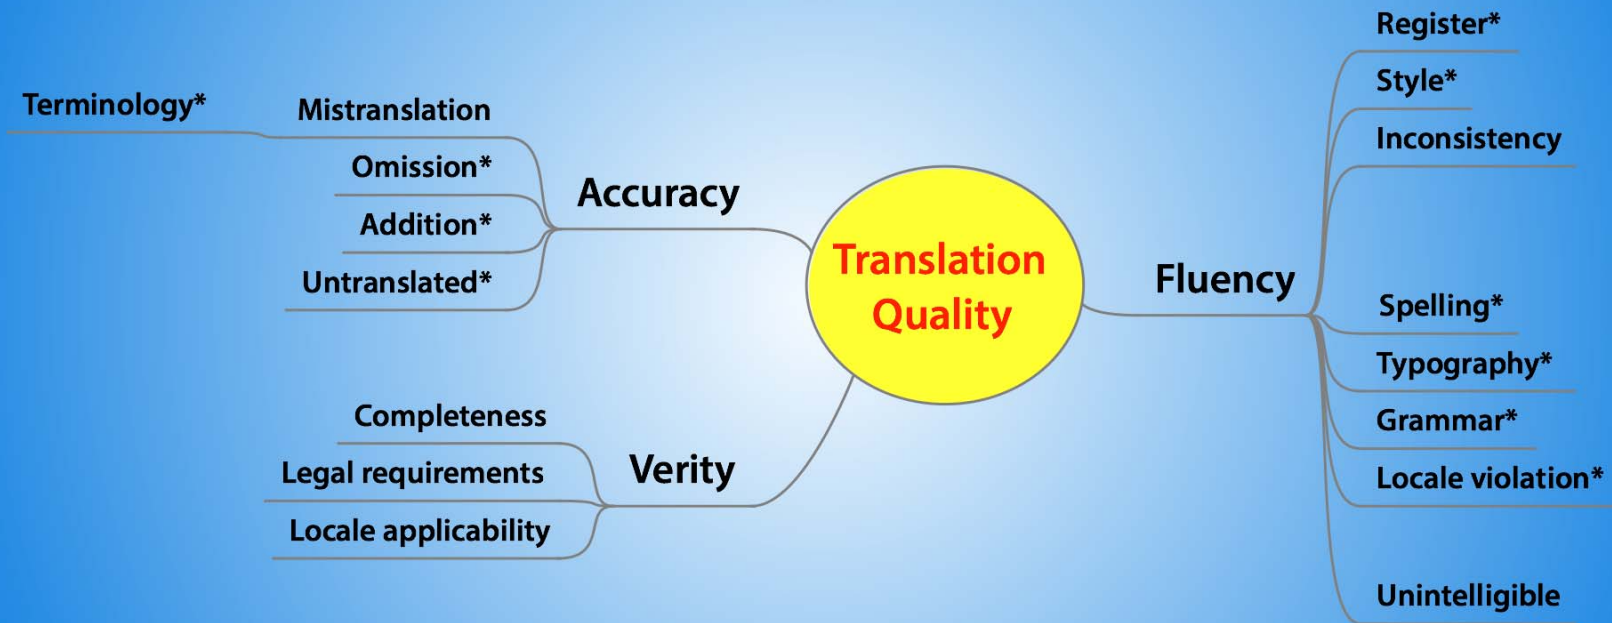 Translation
Quality
Accuracy
Mistranslation
Terminology*
Omission*
Addition*
Untranslated*
Verity
Completeness
Legal requirements
Locale applicability
Fluency
Register*
Style*
Inconsistency
Spelling*
Typography*
Grammar*
Locale violation*
Unintelligible